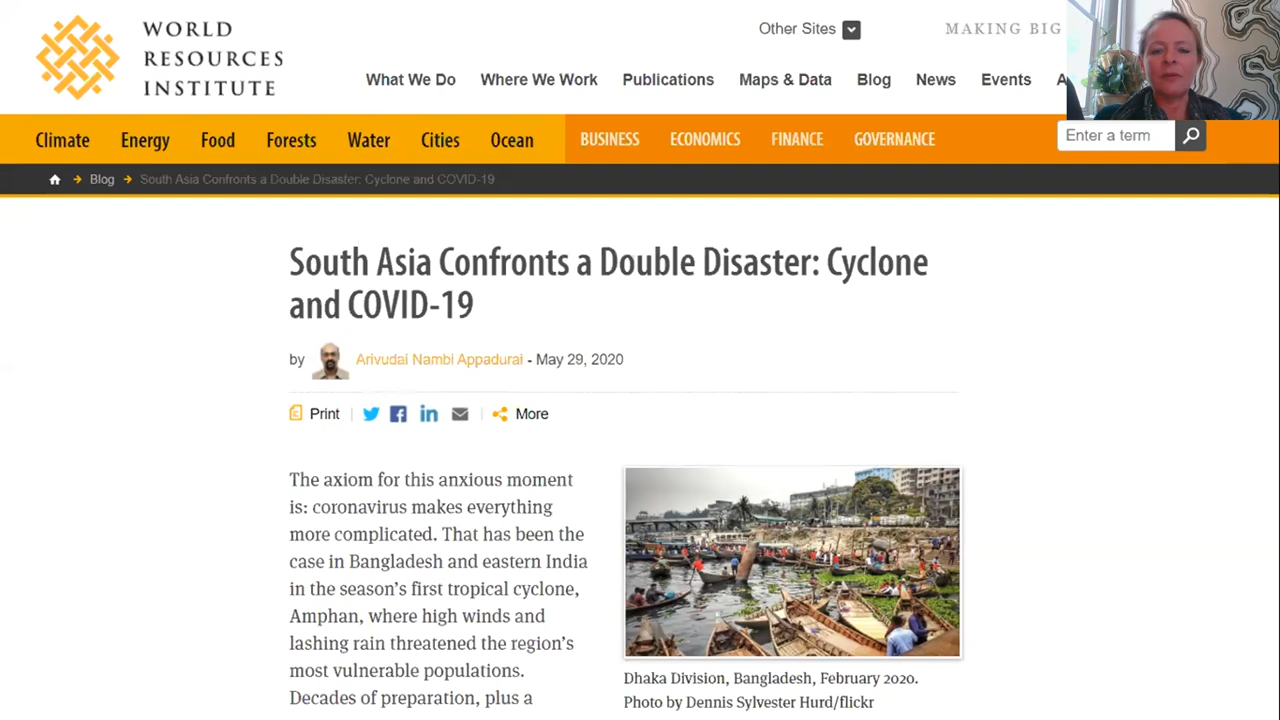 WORLD
RESOURCES
INSTITUTE
Other Sites
MAKING BIG
What We Do Where We Work Publications Maps & Data Blog News Events A
Climate Energy Food Forests Water Cities Ocean BUSINESS ECONOMICS FINANCE GOVERNANCE
Enter a term
Blog South Asia Confronts a Double Disaster: Cyclone and COVID-19
South Asia Confronts a Double Disaster: Cyclone
and COVID-19
by Arivudai Nambi Appadurai - May 29, 2020
Print More
The axiom for this anxious moment
is: coronavirus makes everything
more complicated. That has been the
case in Bangladesh and eastern India
in the season's first tropical cyclone,
Amphan, where high winds and
lashing rain threatened the region's
most vulnerable populations.
Decades of preparation, plus a
Dhaka Division, Bangladesh, February 2020.
Photo by Dennis Sylvester Hurd/flickr